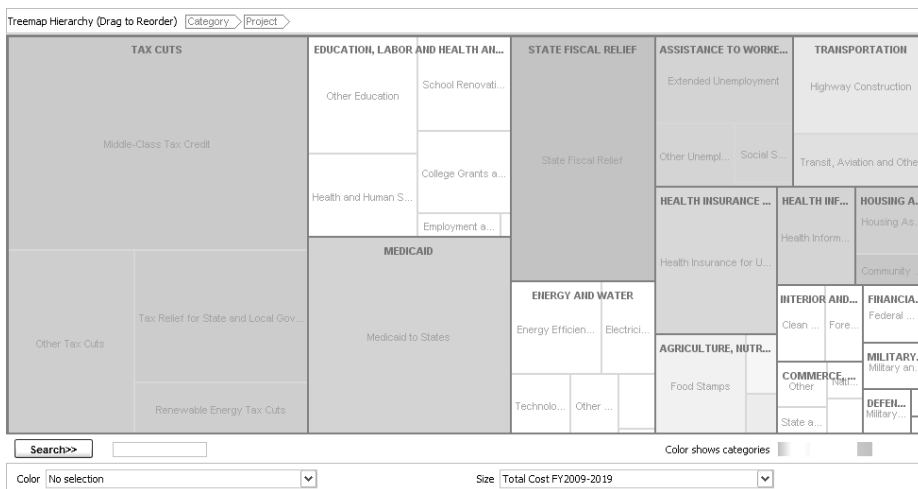 Treemap Hierarchy (Drag to Reorder) Category Project
TAX CUTS
Middle-Class Tax Credit
Other Tax Cuts
Tax Relief for State and Local Gov...
Renewable Energy Tax Cuts
EDUCATION, LABOR AND HEALTH AN...
Other Education
School Renovati...
Health and Human S...
College Grants a...
Employment a...
MEDICAID
Medicaid to States
STATE FISCAL RELIEF
State Fiscal Relief
ENERGY AND WATER
Energy Efficien...
Electrici...
Technolo...
Other ...
ASSISTANCE TO WORKE...
Extended Unemployment
Other Unempl...
Social S...
TRANSPORTATION
Highway Construction
Transit, Aviation and Othe
HEALTH INSURANCE ...
Health Insurance for U...
HEALTH INF...
Health Inform...
HOUSING A...
Housing As...
Community ...
AGRICULTURE, NUTR...
Food Stamps
INTERIOR AND...
Clean ...
Fore...
FINANCIA...
Federal ...
COMMERCE, ...
Other
Nati...
State a...
MILITARY...
Military an...
DEFEN...
Military...
Search>>
Color shows categories
Color No selection
Size Total Cost FY2009-2019